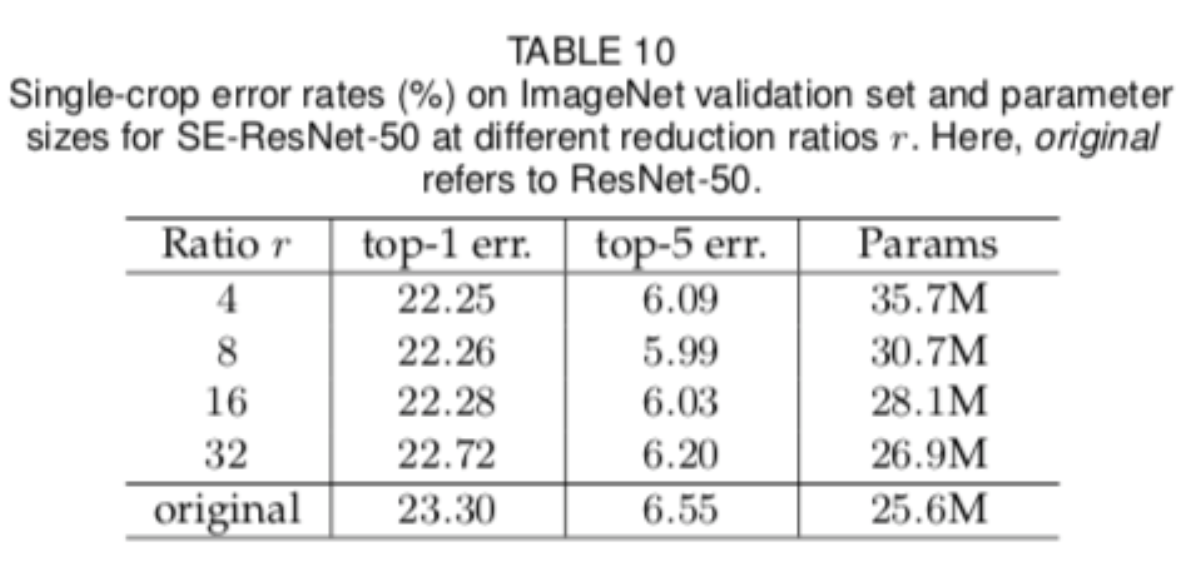 TABLE 10
Single-crop error rates (%) on ImageNet validation set and parameter
sizes for SE-ResNet-50 at different reduction ratios r. Here, original
refers to ResNet-50.
Ratio r top-1 err. top-5 err. Params
4 22.25 6.09 35.7M
8 22.26 5.99 30.7M
16 22.28 6.03 28.1M
32 22.72 6.20 26.9M
original 23.30 6.55 25.6M